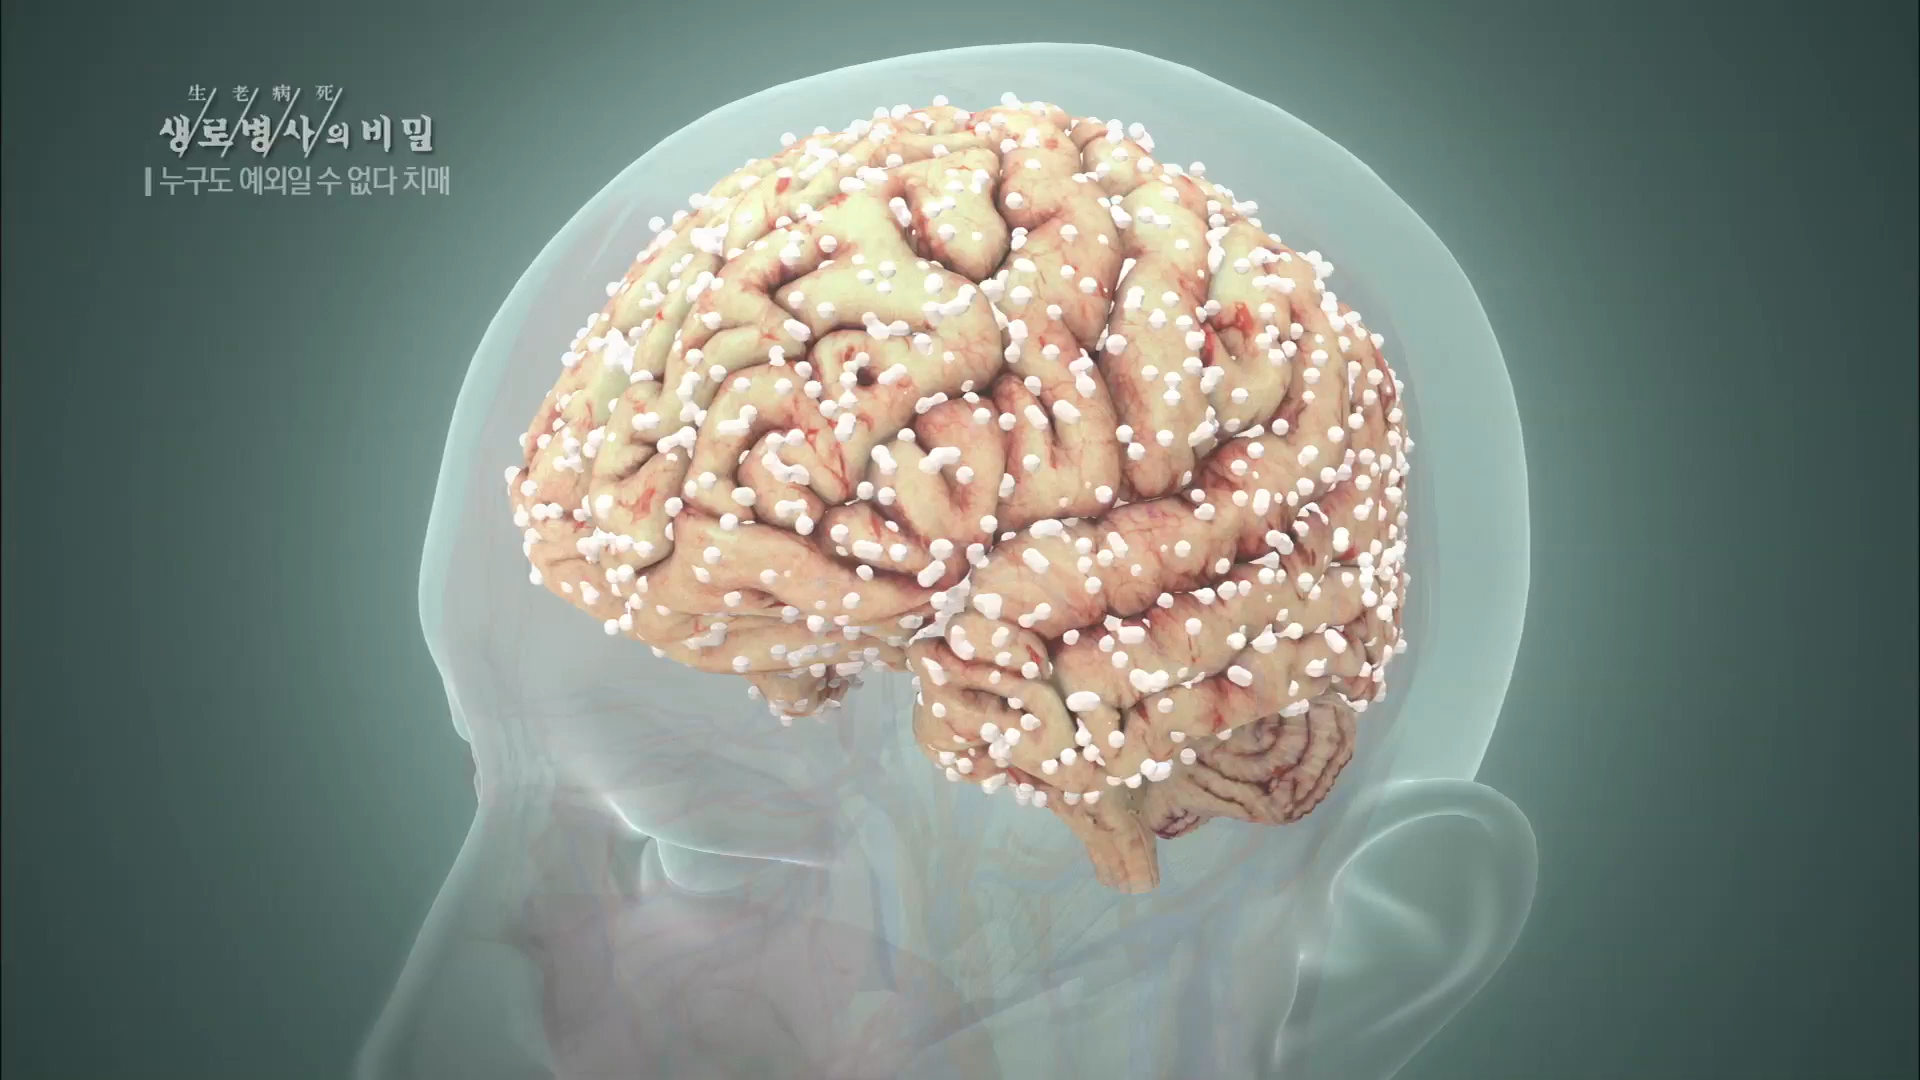 生老病死
생로병사의 비밀
누구도 예외일 수 없다 치매